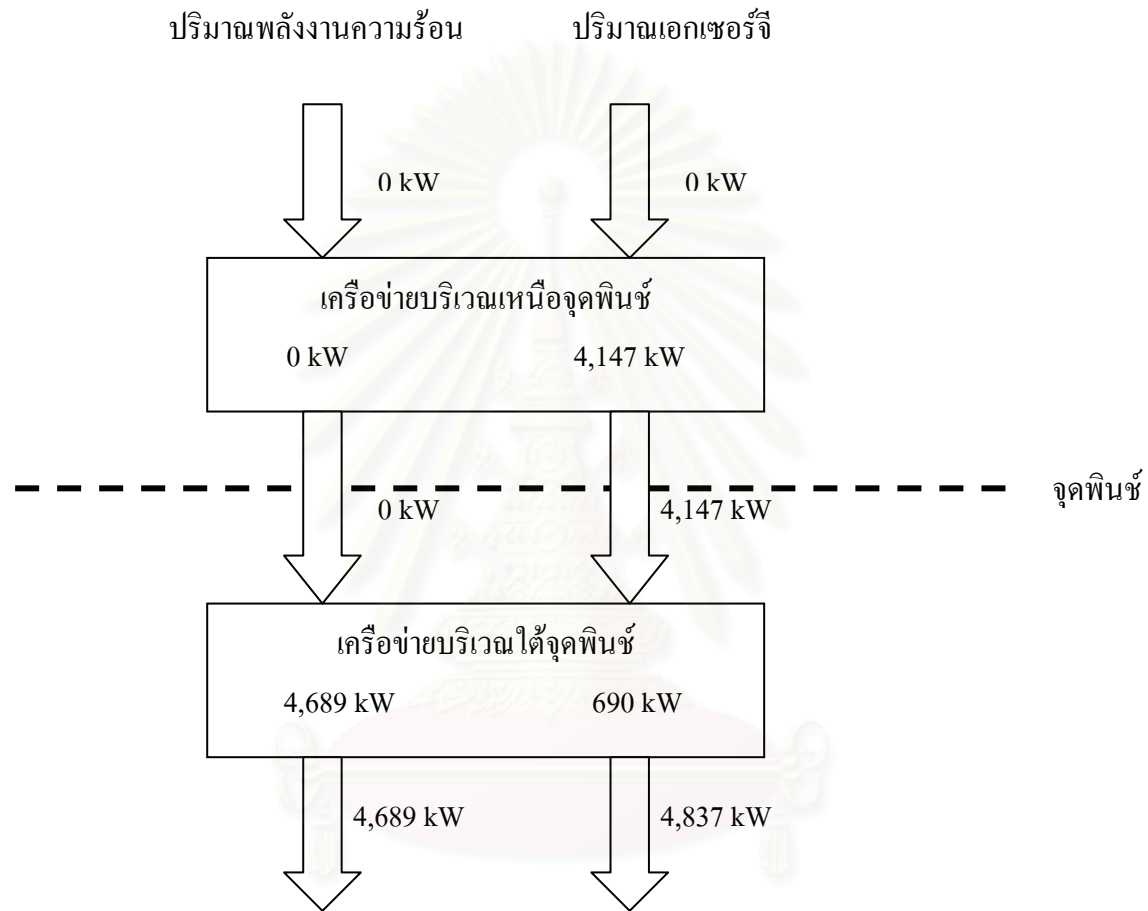 ปริมาณพลังงานความร้อน ปริมาณเอกเซอร์จี
0 kW 0 kW
เครือข่ายบริเวณเหนือจุดพินช์
0 kW 4,147 kW
จุดพินช์
0 kW 4,147 kW
เครือข่ายบริเวณใต้จุดพินช์
4,689 kW 690 kW
4,689 kW 4,837 kW